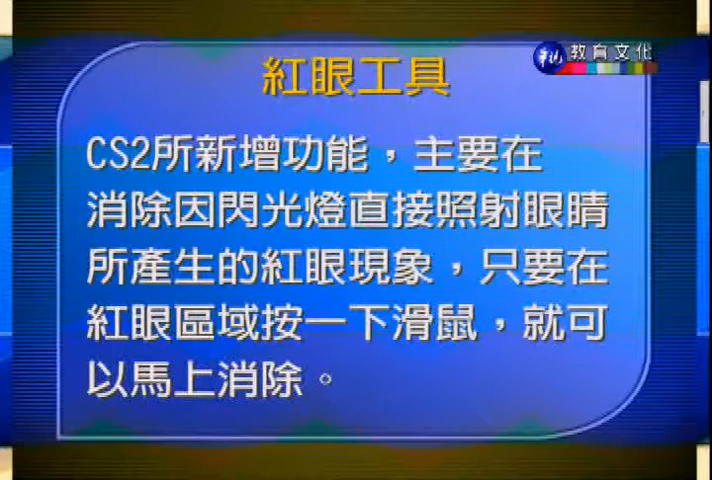 華視 教育文化
紅眼工具
CS2所新增功能，主要在
消除因閃光燈直接照射眼睛
所產生的紅眼現象，只要在
紅眼區域按一下滑鼠，就可
以馬上消除。